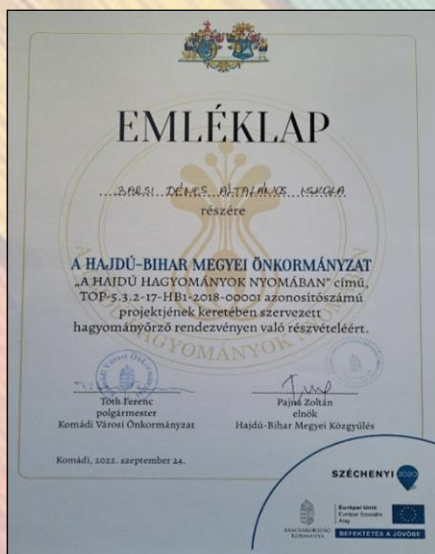 EMLÉKLAP
BARSI DÉNES ÁLTALÁNOS ISKOLA
részére
A HAJDÚ-BIHAR MEGYEI ÖNKORMÁNYZAT
„A HAJDÚ HAGYOMÁNYOK NYOMÁBAN” című,
TOP-5.3.2-17-HB1-2018-00001 azonosítószámú
projektjének keretében szervezett
hagyományőrző rendezvényen való részvételéért.
Tóth Ferenc
polgármester
Komádi Városi Önkormányzat
Pajna Zoltán
elnök
Hajdú-Bihar Megyei Közgyűlés
Komádi, 2022. szeptember 24.
SZÉCHENYI 2020
MAGYARORSZÁG
KORMÁNYA
Európai Unió
Európai Szociális
Alap
BEFEKTETÉS A JÖVŐBE